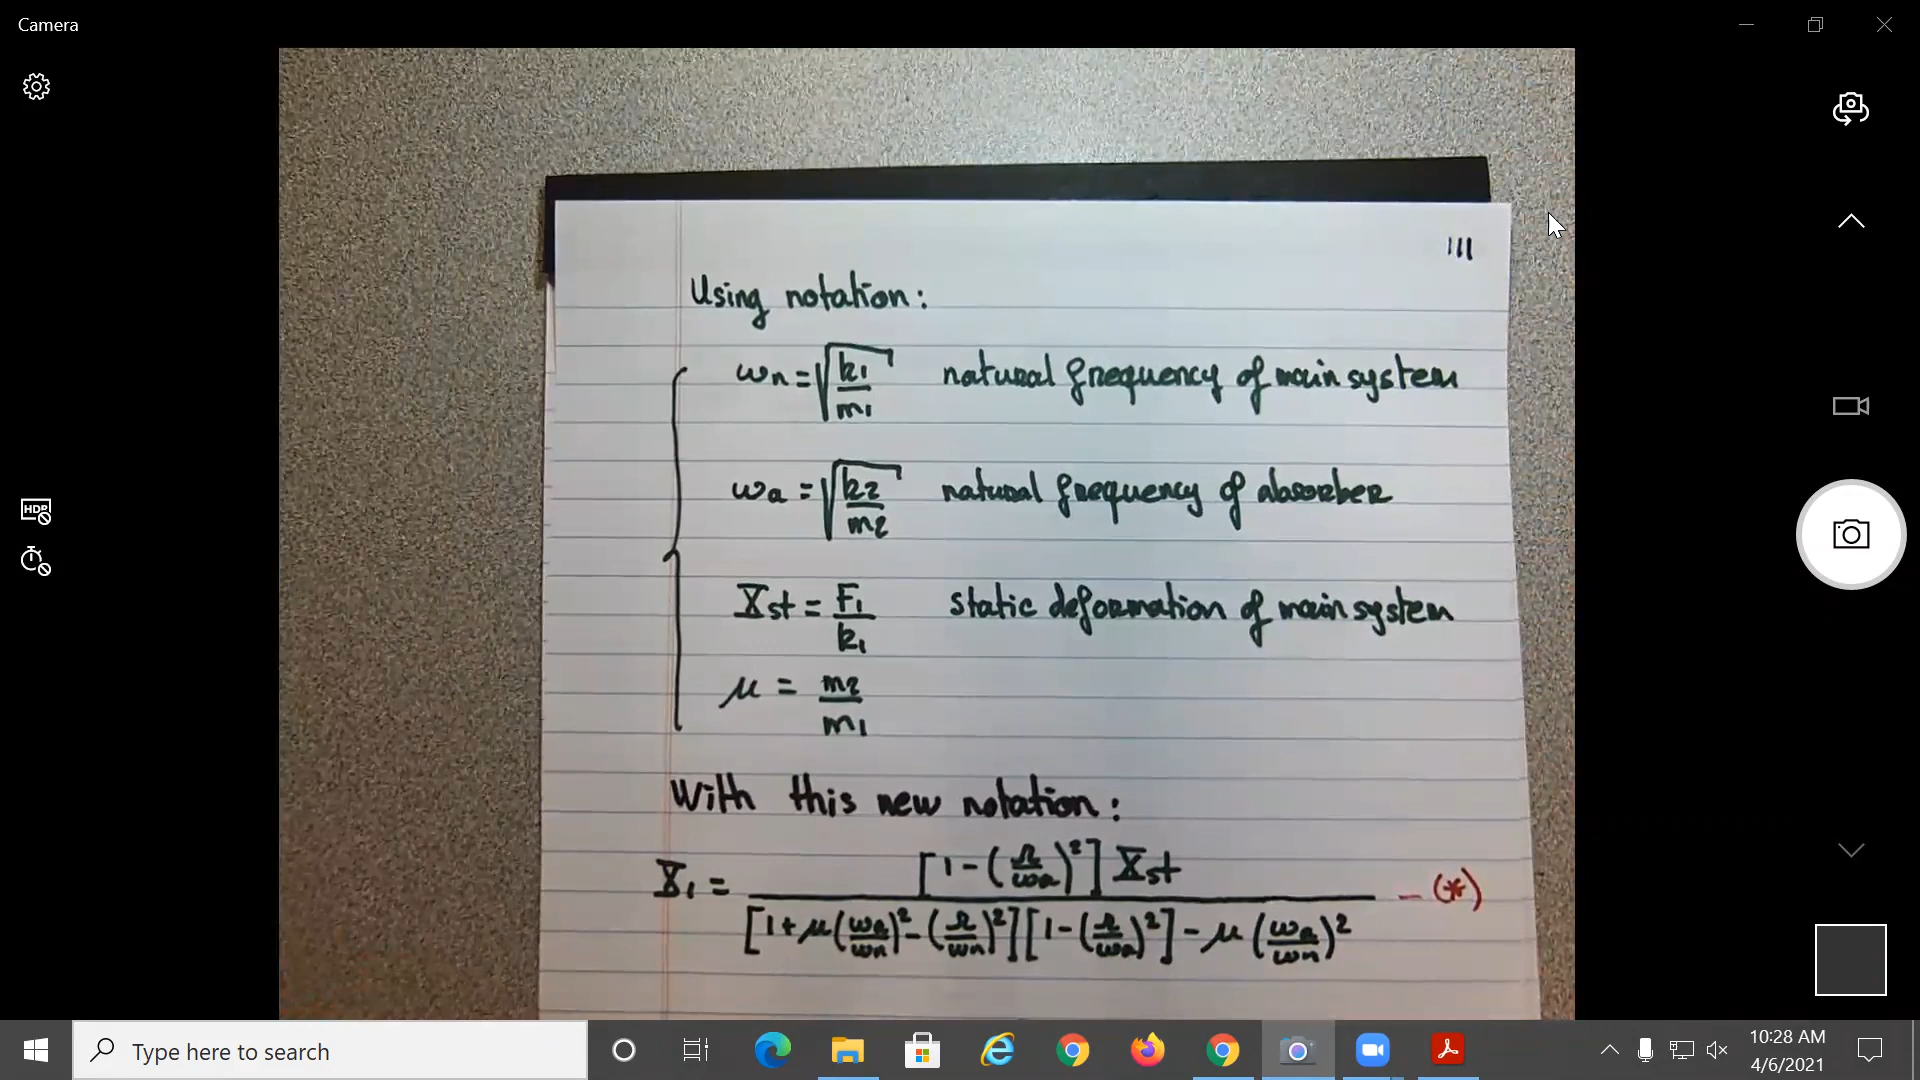 Camera
111
Using notation:
ωn = √(k1/m1) natural frequency of main system
ωa = √(k2/m2) natural frequency of absorber
Xst = F1/k1 static deformation of main system
μ = m2/m1
With this new notation:
X1 = [1-(Ω/ωa)²] Xst / [1+μ(ωa/ωn)²-(Ω/ωn)²][1-(Ω/ωa)²]-μ(ωa/ωn)² - (*)
HDR
Type here to search
10:28 AM
4/6/2021